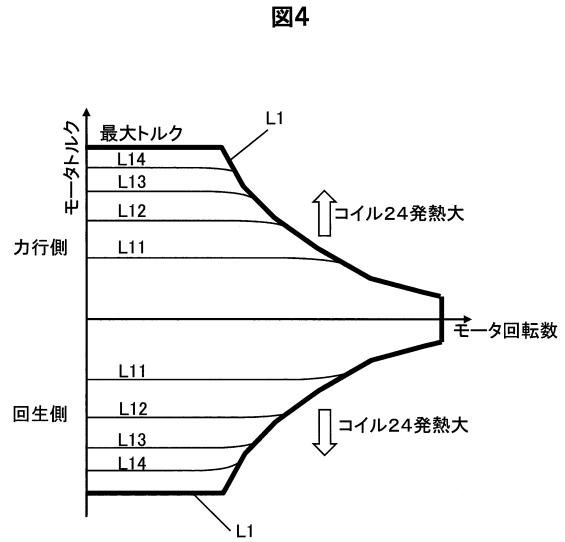 図4
L1
最大トルク
モータトルク
L14
L13
L12
コイル24発熱大
力行側
L11
モータ回転数
L11
回生側
L12
コイル24発熱大
L13
L14
L1